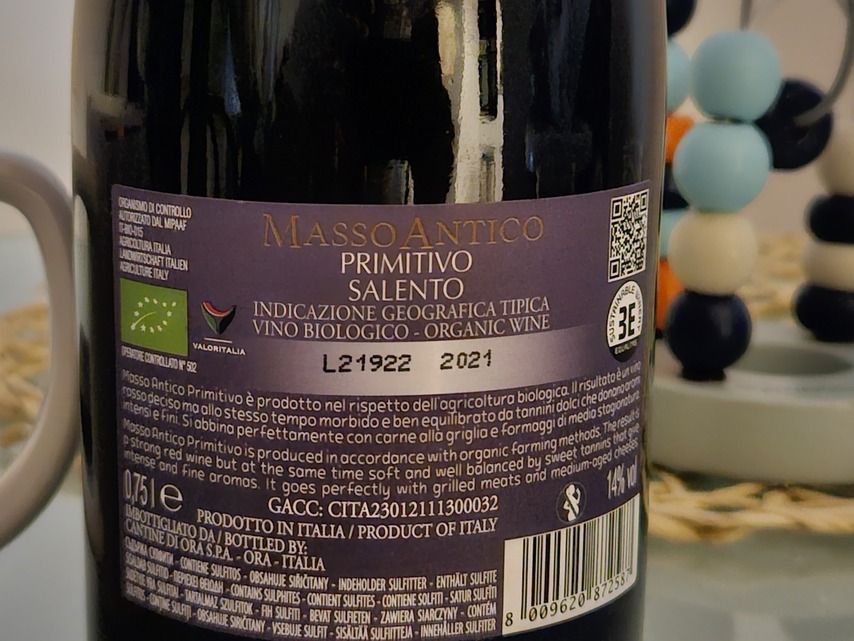 ORGANISMO DI CONTROLLO
AUTORIZZATO DAL MIPAAF
IT-BIO-015
AGRICOLTURA ITALIA
LANDWIRTSCHAFT ITALIEN
AGRICULTURE ITALY
OPERATORE CONTROLLATO N° 502
VALORITALIA
MASSO ANTICO
PRIMITIVO
SALENTO
INDICAZIONE GEOGRAFICA TIPICA
VINO BIOLOGICO - ORGANIC WINE
SUSTAINABLE
3E
L21922 2021
Masso Antico Primitivo è prodotto nel rispetto dell'agricoltura biologica. Il risultato è un vino
rosso deciso ma allo stesso tempo morbido e ben equilibrato da tannini dolci che donano aromi
intensi e fini. Si abbina perfettamente con carne alla griglia e formaggi di media stagionatura.
Masso Antico Primitivo is produced in accordance with organic farming methods. The result is
a strong red wine but at the same time soft and well balanced by sweet tannins that give
intense and fine aromas. It goes perfectly with grilled meats and medium-aged cheeses.
0,75 l e
14% vol
GACC: CITA23012111300032
PRODOTTO IN ITALIA / PRODUCT OF ITALY
IMBOTTIGLIATO DA / BOTTLED BY:
CANTINE DI ORA S.P.A. - ORA - ITALIA
- CONTIENE SULFITOS - OBSAHUJE SIŘIČITANY - INDEHOLDER SULFITTER - ENTHÄLT SULFITE
- CONTAINS SULPHITES - CONTIENT SULFITES - CONTIENE SOLFITI - SATUR SULFĪTI
- TARTALMAZ SZULFITOK - FIH SULFITI - BEVAT SULFIETEN - ZAWIERA SIARCZYNY - CONTÉM
- CONȚINE SULFIȚI - OBSAHUJE SIRIČITANY - VSEBUJE SULFIT - SISÄLTÄÄ SULFIITTEJA - INNEHÅLLER SULFITER
8 009620 872587